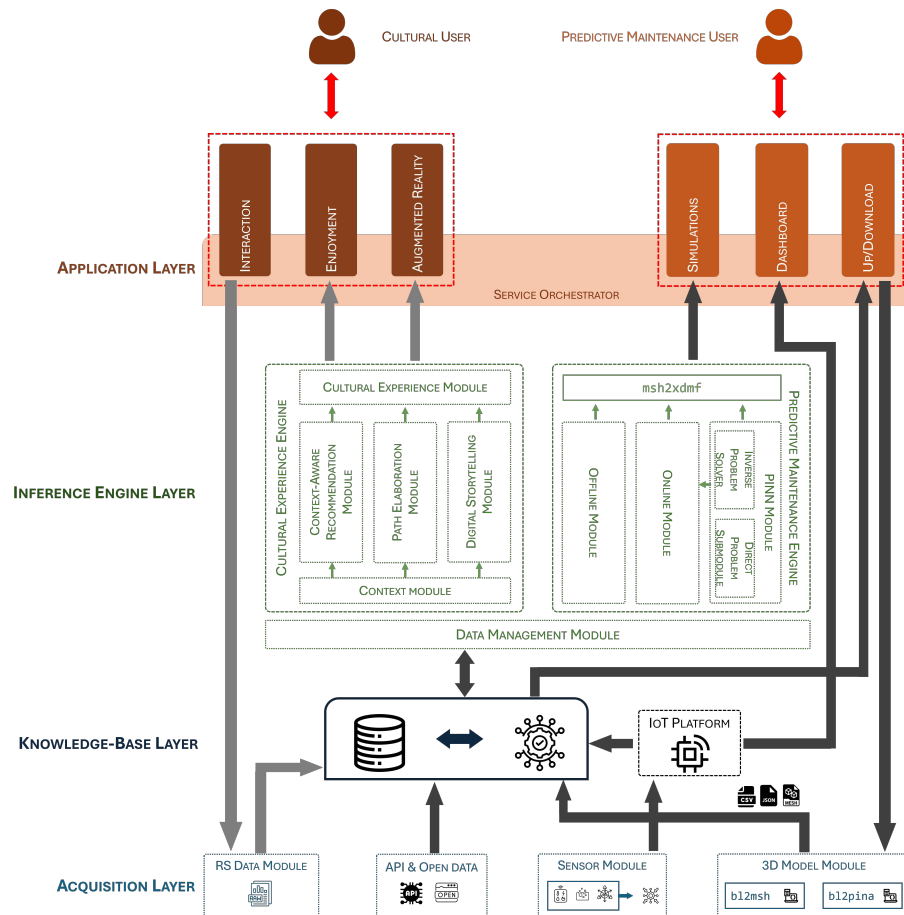 CULTURAL USER
PREDICTIVE MAINTENANCE USER
INTERACTION
ENJOYMENT
AUGMENTED REALITY
SIMULATIONS
DASHBOARD
UP/DOWNLOAD
APPLICATION LAYER
SERVICE ORCHESTRATOR
CULTURAL EXPERIENCE ENGINE
CULTURAL EXPERIENCE MODULE
CONTEXT-AWARE
RECOMMENDATION
MODULE
PATH ELABORATION
MODULE
DIGITAL STORYTELLING
MODULE
CONTEXT MODULE
msh2xdmf
OFFLINE MODULE
ONLINE MODULE
INVERSE
PROBLEM
SOLVER
DIRECT
PROBLEM
SUBMODULE
PINN MODULE
PREDICTIVE MAINTENANCE ENGINE
INFERENCE ENGINE LAYER
DATA MANAGEMENT MODULE
KNOWLEDGE-BASE LAYER
IOT PLATFORM
CSV
JSON
MESH
RS DATA MODULE
RAW
API & OPEN DATA
API
OPEN
SENSOR MODULE
3D MODEL MODULE
bl2msh
bl2pina
ACQUISITION LAYER